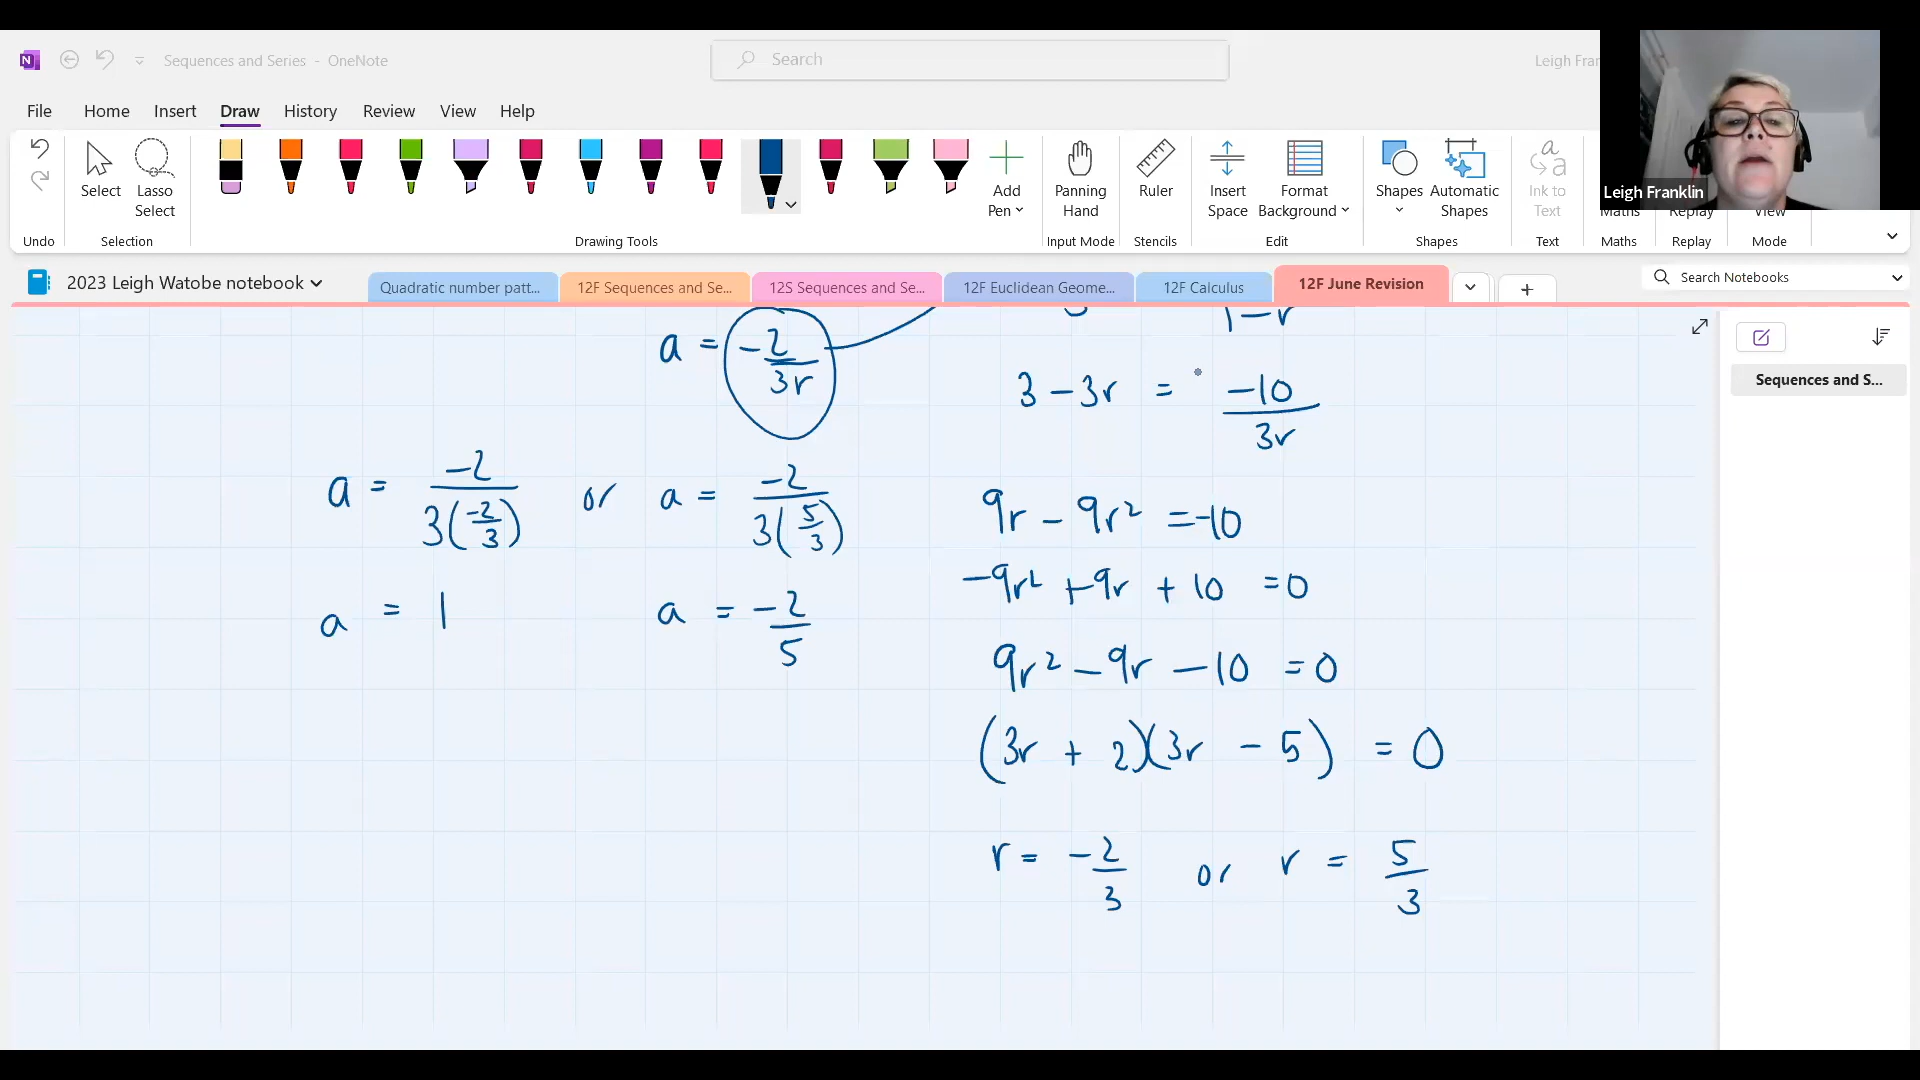 Sequences and Series - OneNote
Search
Leigh Fran
File Home Insert Draw History Review View Help
Select
Lasso Select
Add Pen
Panning Hand
Ruler
Insert Space
Format Background
Shapes
Automatic Shapes
Ink to Text
Maths
Replay
View
Leigh Franklin
Undo
Selection
Drawing Tools
Input Mode
Stencils
Edit
Shapes
Text
Maths
Replay
Mode
2023 Leigh Watobe notebook
Quadratic number patt...
12F Sequences and Se...
12S Sequences and Se...
12F Euclidean Geome...
12F Calculus
12F June Revision
Search Notebooks
Sequences and S...
a = -2/3r
1-r
3 - 3r = -10/3r
a = -2/3(-2/3) or a = -2/3(5/3)
9r - 9r² = -10
-9r² + 9r + 10 = 0
a = 1 a = -2/5
9r² - 9r - 10 = 0
(3r + 2)(3r - 5) = 0
r = -2/3 or r = 5/3